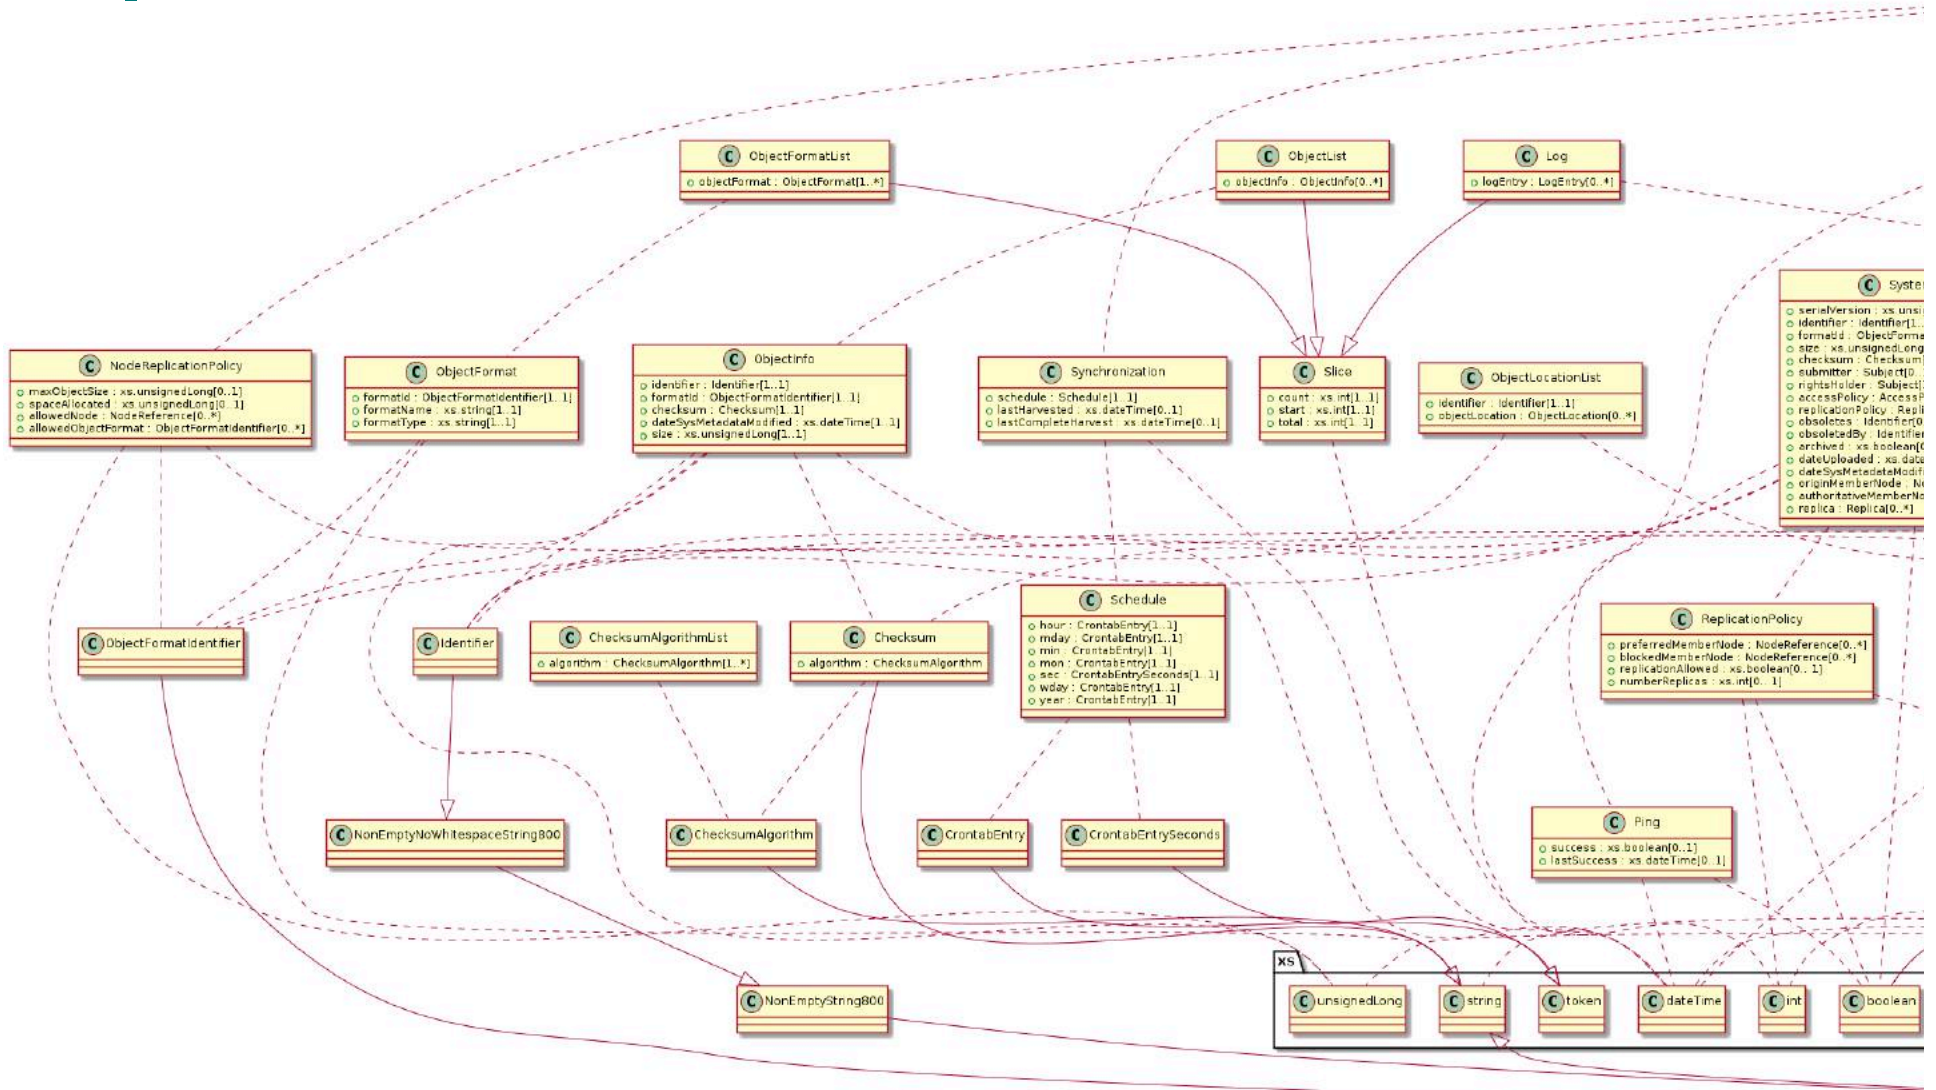 C ObjectFormatList
objectFormat : ObjectFormat[1..*]
C ObjectList
objectInfo : ObjectInfo[0..*]
C Log
logEntry : LogEntry[0..*]
C NodeReplicationPolicy
maxObjectSize : xs.unsignedLong[0..1]
spaceAllocated : xs.unsignedLong[0..1]
allowedNode : NodeReference[0..*]
allowedObjectFormat : ObjectFormatIdentifier[0..*]
C ObjectFormat
formatId : ObjectFormatIdentifier[1..1]
formatName : xs.string[1..1]
formatType : xs.string[1..1]
C ObjectInfo
identifier : Identifier[1..1]
formatId : ObjectFormatIdentifier[1..1]
checksum : Checksum[1..1]
dateSysMetadataModified : xs.dateTime[1..1]
size : xs.unsignedLong[1..1]
C Synchronization
schedule : Schedule[1..1]
lastHarvested : xs.dateTime[0..1]
lastCompleteHarvest : xs.dateTime[0..1]
C Slice
count : xs.int[1..1]
start : xs.int[1..1]
total : xs.int[1..1]
C ObjectLocationList
identifier : Identifier[1..1]
objectLocation : ObjectLocation[0..*]
C Syste
serialVersion : xs.unsi
identifier : Identifier[1..
formatId : ObjectForma
size : xs.unsignedLong
checksum : Checksum[
submitter : Subject[0..
rightsHolder : Subject[
accessPolicy : AccessP
replicationPolicy : Repli
obsoletes : Identifier[0
obsoletedBy : Identifier
archived : xs.boolean[0
dateUploaded : xs.date
dateSysMetadataModifi
originMemberNode : No
authoritativeMemberNo
replica : Replica[0..*]
C ObjectFormatIdentifier
C Identifier
C ChecksumAlgorithmList
algorithm : ChecksumAlgorithm[1..*]
C Checksum
algorithm : ChecksumAlgorithm
C Schedule
hour : CrontabEntry[1..1]
mday : CrontabEntry[1..1]
min : CrontabEntry[1..1]
mon : CrontabEntry[1..1]
sec : CrontabEntrySeconds[1..1]
wday : CrontabEntry[1..1]
year : CrontabEntry[1..1]
C ReplicationPolicy
preferredMemberNode : NodeReference[0..*]
blockedMemberNode : NodeReference[0..*]
replicationAllowed : xs.boolean[0..1]
numberReplicas : xs.int[0..1]
C NonEmptyNoWhitespaceString800
C ChecksumAlgorithm
C CrontabEntry
C CrontabEntrySeconds
C Ping
success : xs.boolean[0..1]
lastSuccess : xs.dateTime[0..1]
xs
C NonEmptyString800
C unsignedLong
C string
C token
C dateTime
C int
C boolean